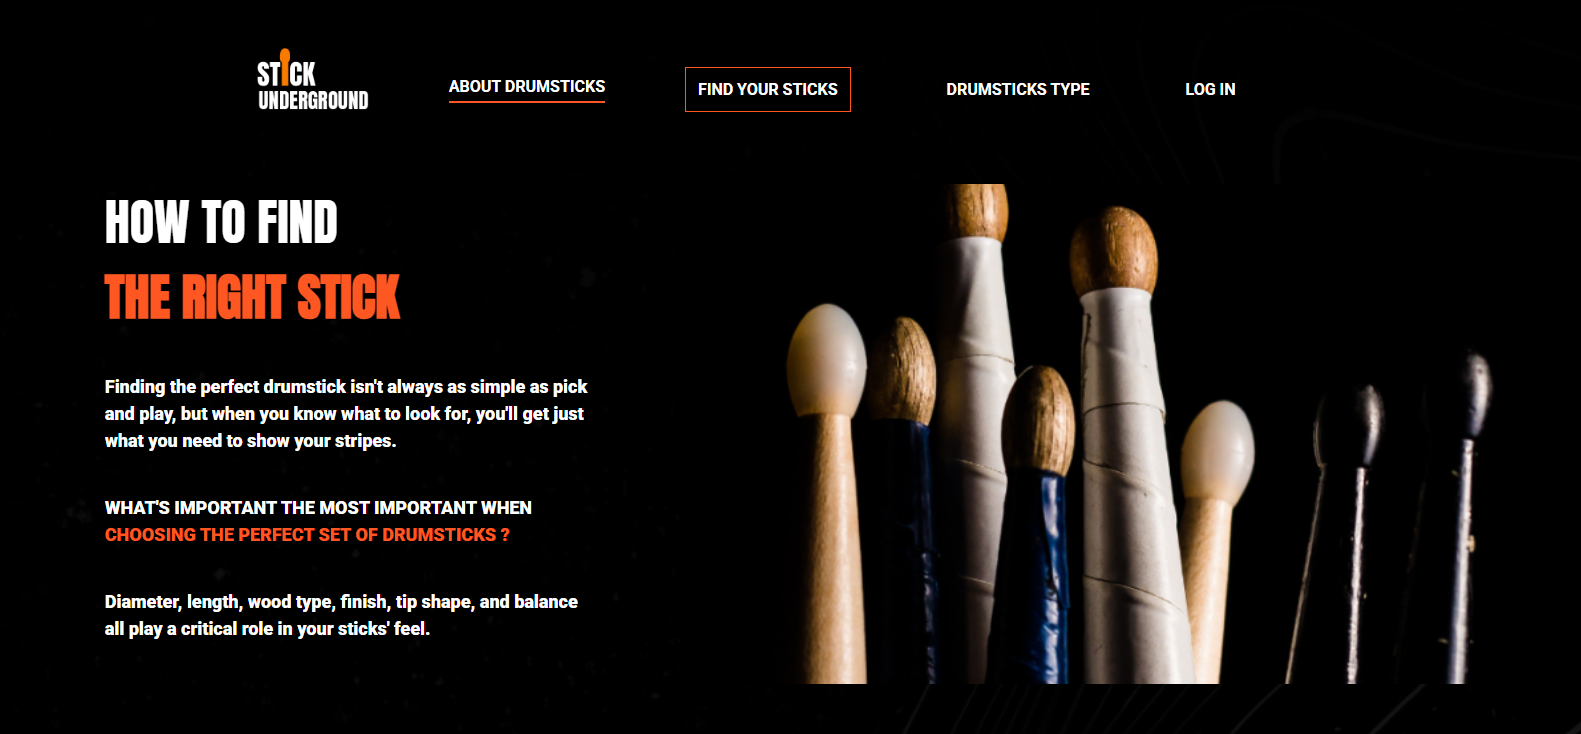 STICK
UNDERGROUND
ABOUT DRUMSTICKS
FIND YOUR STICKS
DRUMSTICKS TYPE
LOG IN
HOW TO FIND
THE RIGHT STICK
Finding the perfect drumstick isn't always as simple as pick
and play, but when you know what to look for, you'll get just
what you need to show your stripes.
WHAT'S IMPORTANT THE MOST IMPORTANT WHEN
CHOOSING THE PERFECT SET OF DRUMSTICKS ?
Diameter, length, wood type, finish, tip shape, and balance
all play a critical role in your sticks' feel.